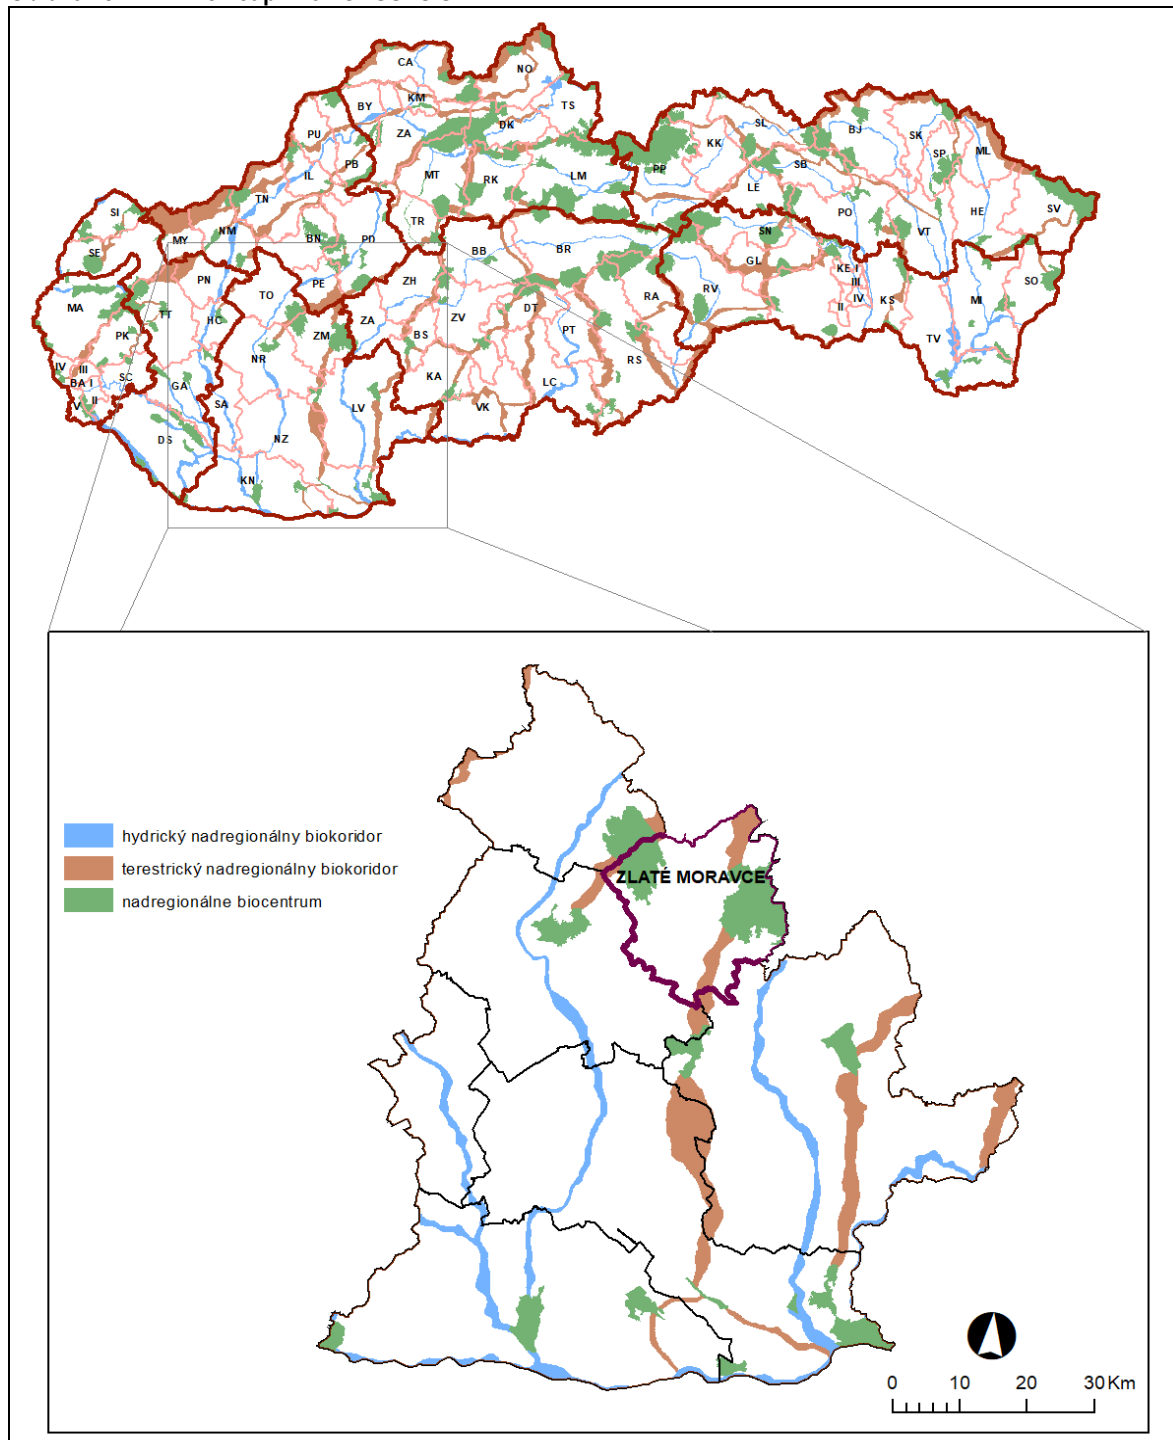 CA
NO
BY
KM
TS
PU
ZA
DK
SL
BJ
SK
KK
PB
SP
ML
IL
MT
RK
LM
PP
SB
LE
TN
SI
TR
PO
HE
SV
NM
MY
BN
PD
BB
BR
SN
VT
SE
GL
KE I
PN
TO
PE
ZH
RV
III
SO
MA
TT
HC
ZA
ZV
DT
RA
IV
KS
MI
II
PK
NR
ZM
BS
PT
RS
TV
IV
III
BA I
SC
GA
KA
LC
V
II
SA
LV
VK
DS
NZ
KN
hydrický nadregionálny biokoridor
terestrický nadregionálny biokoridor
nadregionálne biocentrum
ZLATÉ MORAVCE
0 10 20 30 Km